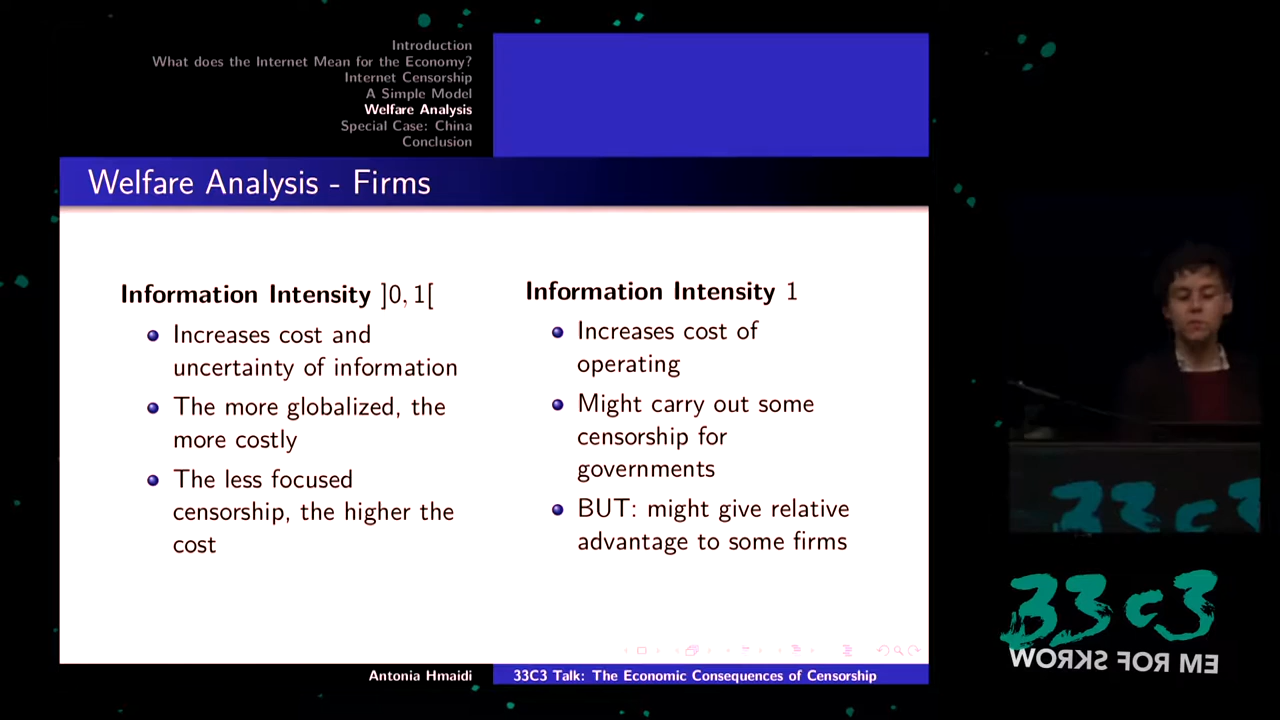 Introduction
What does the Internet Mean for the Economy?
Internet Censorship
A Simple Model
Welfare Analysis
Special Case: China
Conclusion
Welfare Analysis - Firms
Information Intensity ]0, 1[
Increases cost and
uncertainty of information
The more globalized, the
more costly
The less focused
censorship, the higher the
cost
Information Intensity 1
Increases cost of
operating
Might carry out some
censorship for
governments
BUT: might give relative
advantage to some firms
Antonia Hmaidi
33C3 Talk: The Economic Consequences of Censorship
33C3
33C3
WORKS FOR ME